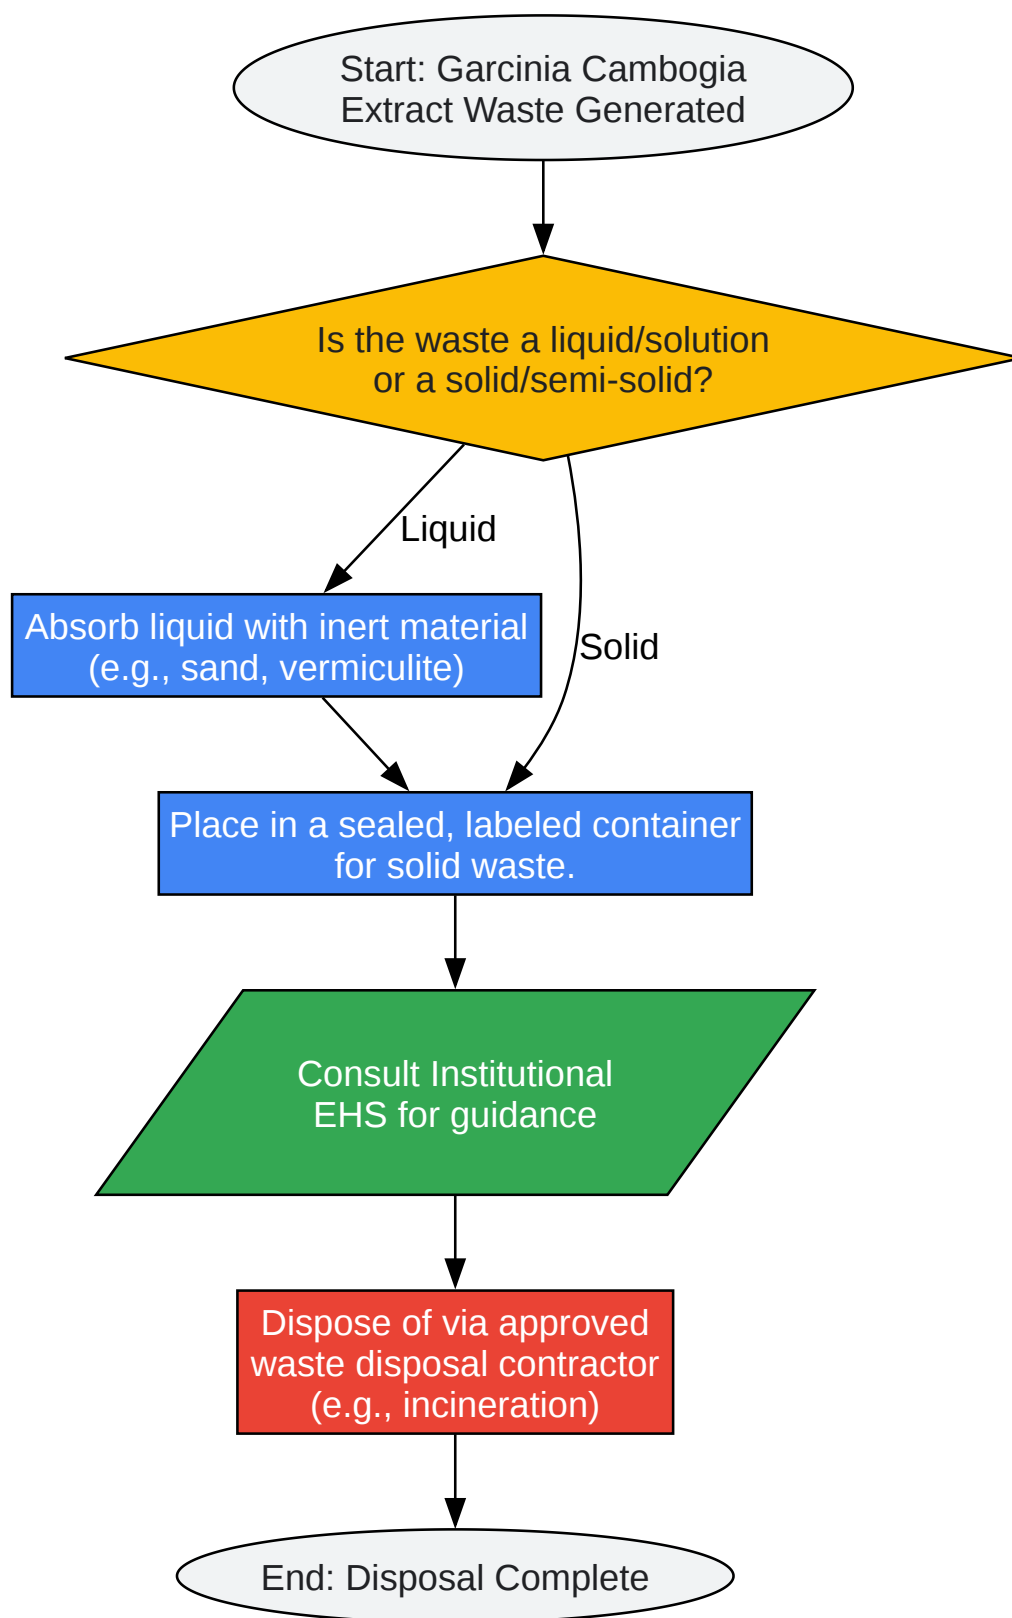 Start: Garcinia Cambogia
Extract Waste Generated
Is the waste a liquid/solution
or a solid/semi-solid?
Liquid
Absorb liquid with inert material
(e.g., sand, vermiculite)
Solid
Place in a sealed, labeled container
for solid waste.
Consult Institutional
EHS for guidance
Dispose of via approved
waste disposal contractor
(e.g., incineration)
End: Disposal Complete